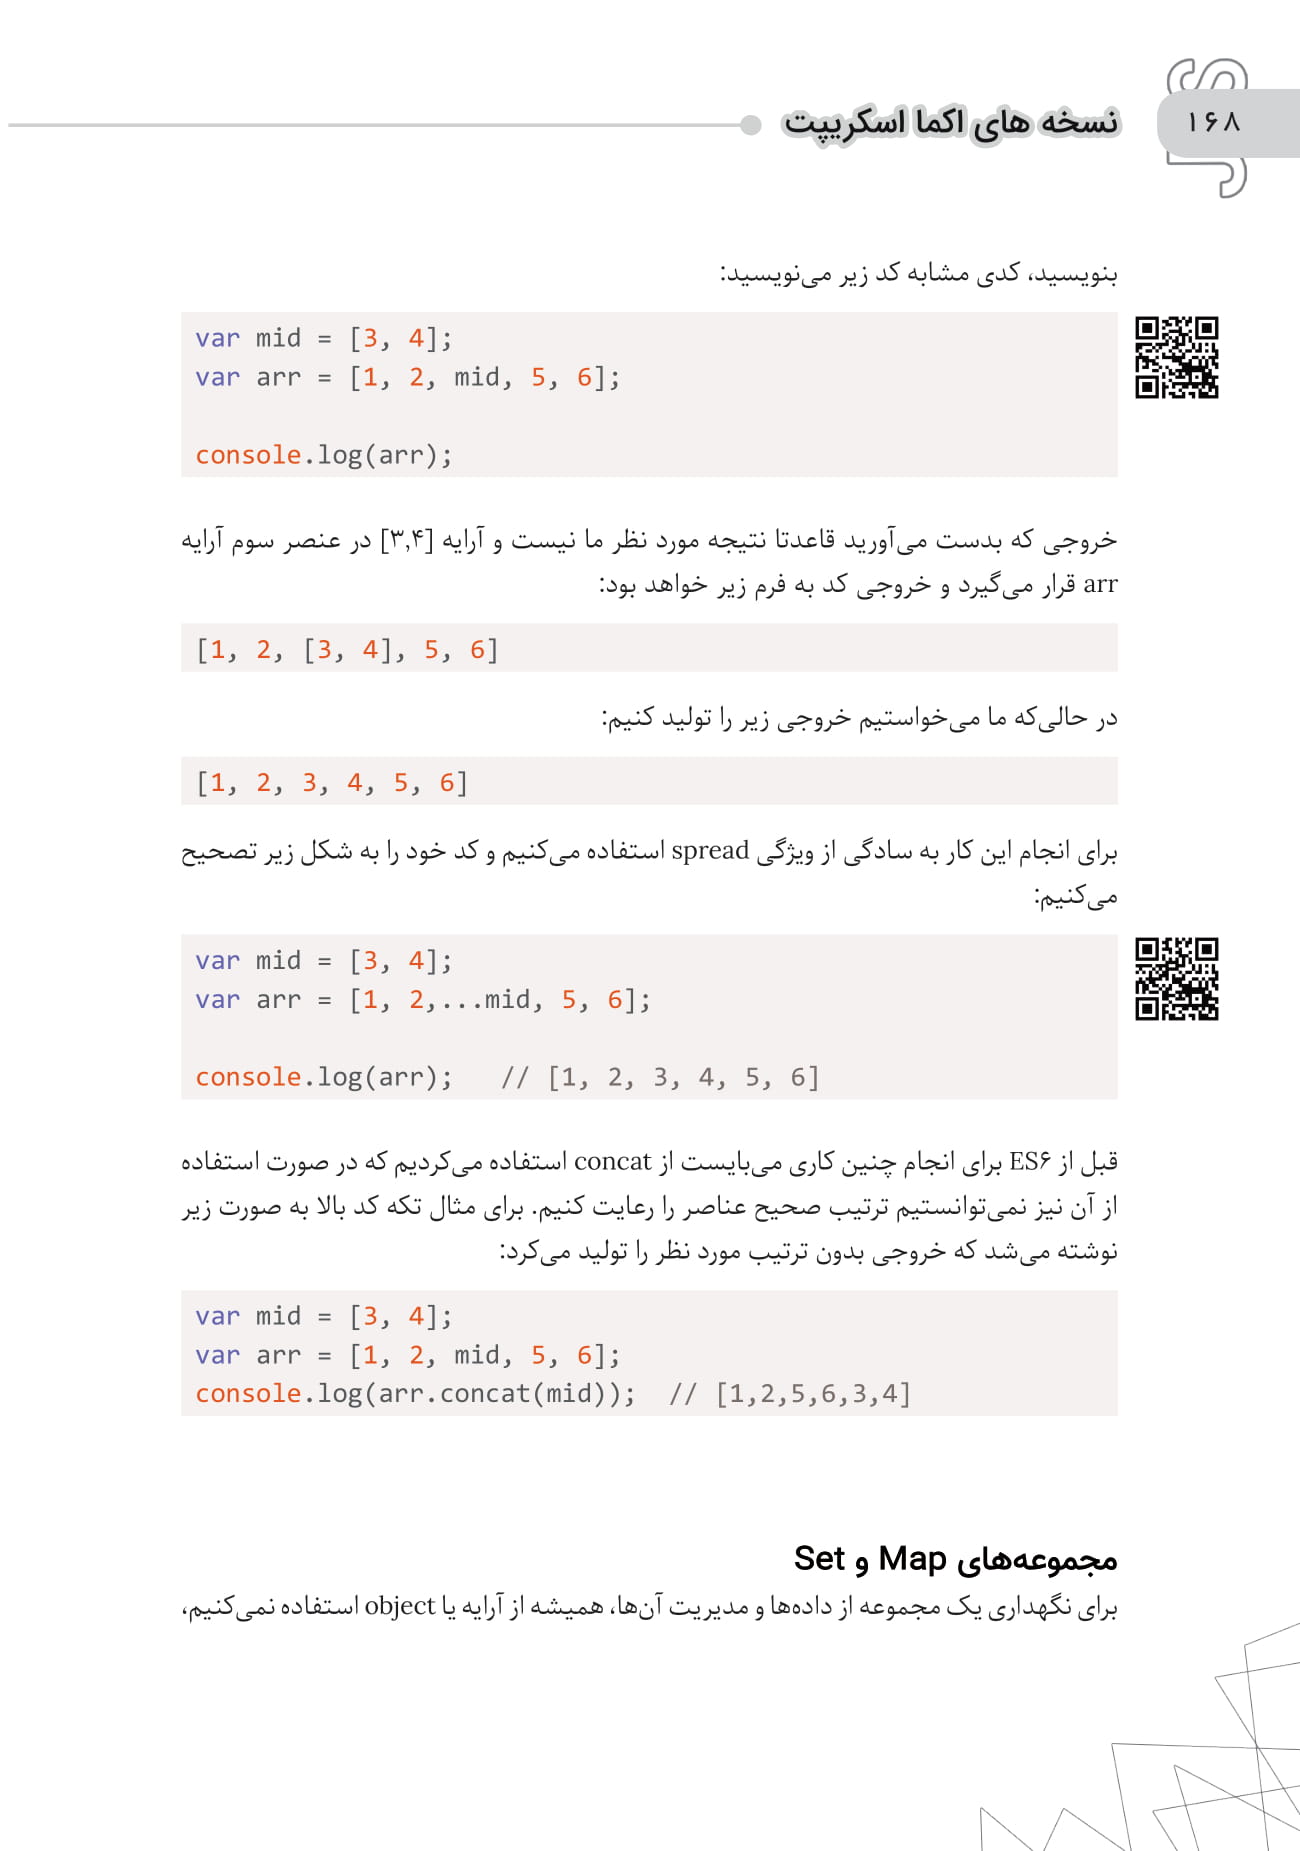 ۱۶۸
نسخه های اکما اسکریپت
بنویسید، کدی مشابه کد زیر می‌نویسید:
var mid = [3, 4];
var arr = [1, 2, mid, 5, 6];
console.log(arr);
خروجی که بدست می‌آورید قاعدتا نتیجه مورد نظر ما نیست و آرایه [۳,۴] در عنصر سوم آرایه
arr قرار می‌گیرد و خروجی کد به فرم زیر خواهد بود:
[1, 2, [3, 4], 5, 6]
در حالی‌که ما می‌خواستیم خروجی زیر را تولید کنیم:
[1, 2, 3, 4, 5, 6]
برای انجام این کار به سادگی از ویژگی spread استفاده می‌کنیم و کد خود را به شکل زیر تصحیح
می‌کنیم:
var mid = [3, 4];
var arr = [1, 2,...mid, 5, 6];
console.log(arr);   // [1, 2, 3, 4, 5, 6]
قبل از ES۶ برای انجام چنین کاری می‌بایست از concat استفاده می‌کردیم که در صورت استفاده
از آن نیز نمی‌توانستیم ترتیب صحیح عناصر را رعایت کنیم. برای مثال تکه کد بالا به صورت زیر
نوشته می‌شد که خروجی بدون ترتیب مورد نظر را تولید می‌کرد:
var mid = [3, 4];
var arr = [1, 2, mid, 5, 6];
console.log(arr.concat(mid));  // [1,2,5,6,3,4]
مجموعه‌های Map و Set
برای نگهداری یک مجموعه از داده‌ها و مدیریت آن‌ها، همیشه از آرایه یا object استفاده نمی‌کنیم،